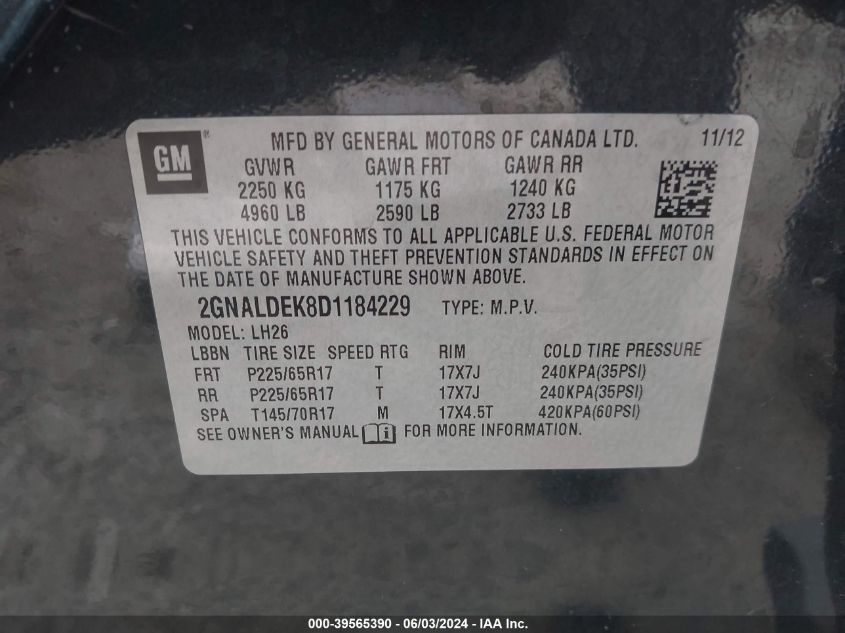 GM ® MFD BY GENERAL MOTORS OF CANADA LTD. 11/12
GVWR GAWR FRT GAWR RR
2250 KG 1175 KG 1240 KG
4960 LB 2590 LB 2733 LB
THIS VEHICLE CONFORMS TO ALL APPLICABLE U.S. FEDERAL MOTOR
VEHICLE SAFETY AND THEFT PREVENTION STANDARDS IN EFFECT ON
THE DATE OF MANUFACTURE SHOWN ABOVE.
2GNALDEK8D1184229 TYPE: M.P.V.
MODEL: LH26
LBBN TIRE SIZE SPEED RTG RIM COLD TIRE PRESSURE
FRT P225/65R17 T 17X7J 240KPA(35PSI)
RR P225/65R17 T 17X7J 240KPA(35PSI)
SPA T145/70R17 M 17X4.5T 420KPA(60PSI)
SEE OWNER'S MANUAL i FOR MORE INFORMATION.
000-39565390 - 06/03/2024 - IAA Inc.